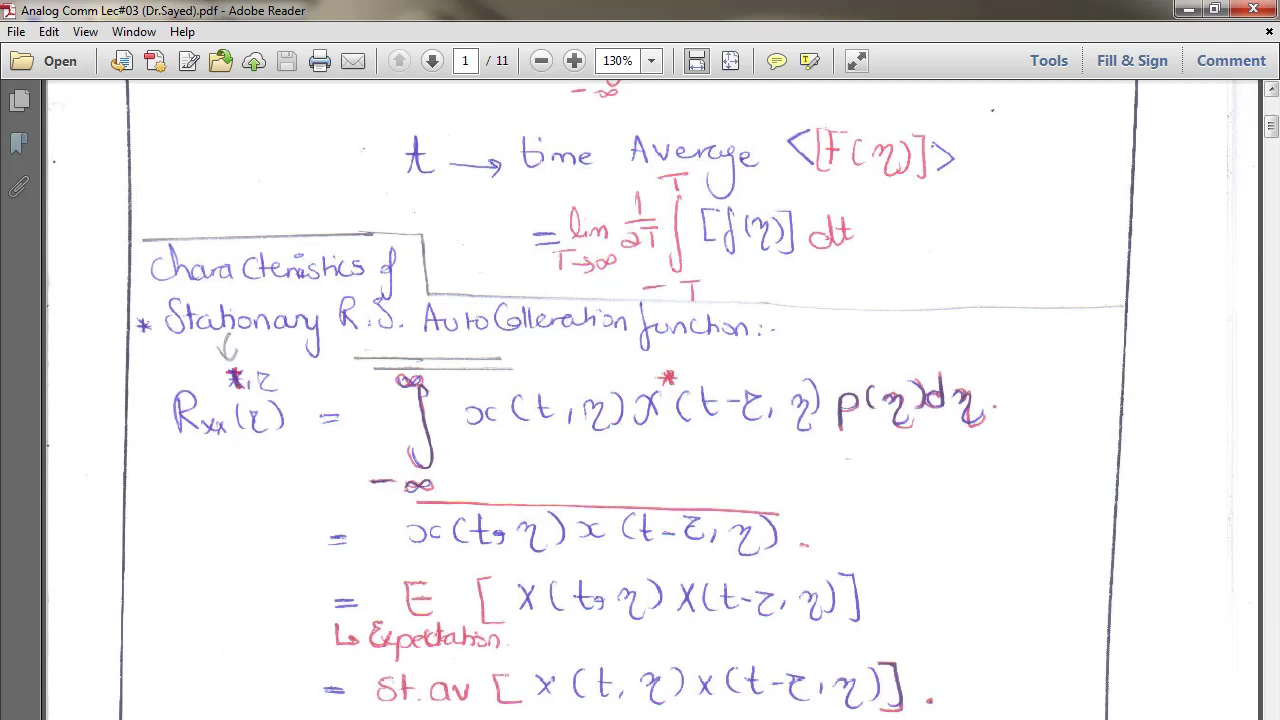 Analog Comm Lec#03 (Dr.Sayed).pdf - Adobe Reader
File Edit View Window Help
Open 1 / 11 130% Tools Fill & Sign Comment
- ∞
t → time Average <[F(η)]>
= lim T→∞ 1/2T ∫ T - T [f(η)] dt
Characteristics of
* Stationary R.S. AutoColleration function:-
t, τ
Rxx(τ) = ∫ ∞ - ∞ x(t, η) x*(t-τ, η) p(η)dη.
= x(t, η) x(t-τ, η).
= E [X(t, η) X(t-τ, η)]
↳ Expectation
= St.av [x(t, η) x(t-τ, η)].